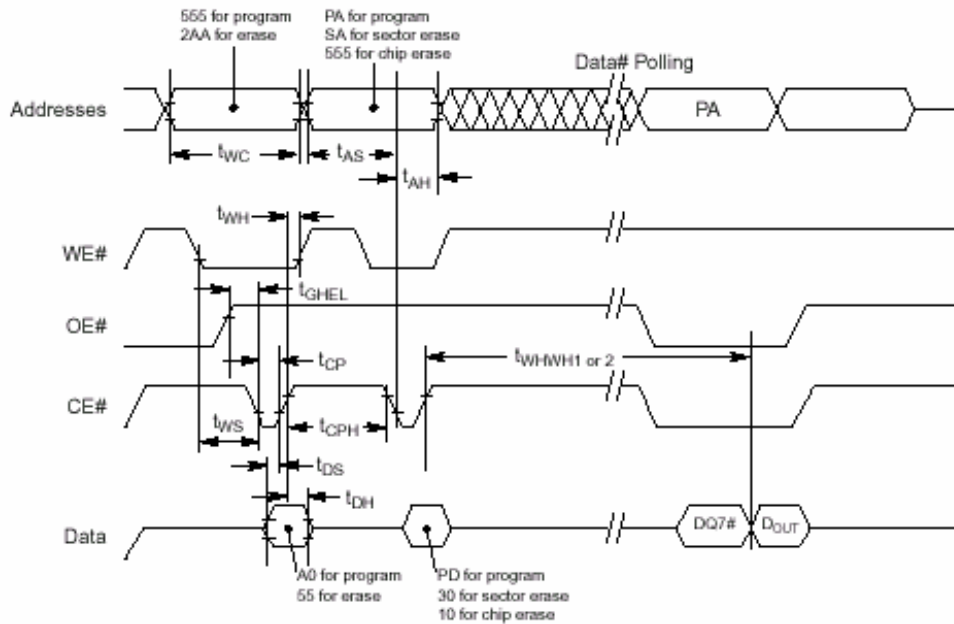 555 for program
2AA for erase
PA for program
SA for sector erase
555 for chip erase
Data# Polling
Addresses
PA
tWC
tAS
tAH
tWH
WE#
tGHEL
OE#
tCP
tWHWH1 or 2
CE#
tWS
tCPH
tDS
tDH
Data
DQ7#
DOUT
A0 for program
55 for erase
PD for program
30 for sector erase
10 for chip erase